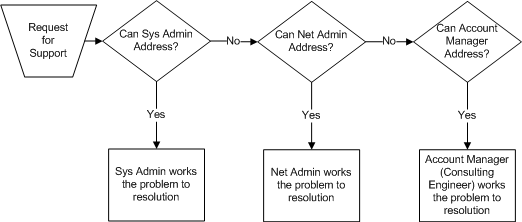 Request
for
Support
Can Sys Admin
Address?
No
Can Net Admin
Address?
No
Can Account
Manager
Address?
Yes
Yes
Yes
Sys Admin works
the problem to
resolution
Net Admin works
the problem to
resolution
Account Manager
(Consulting
Engineer) works
the problem to
resolution